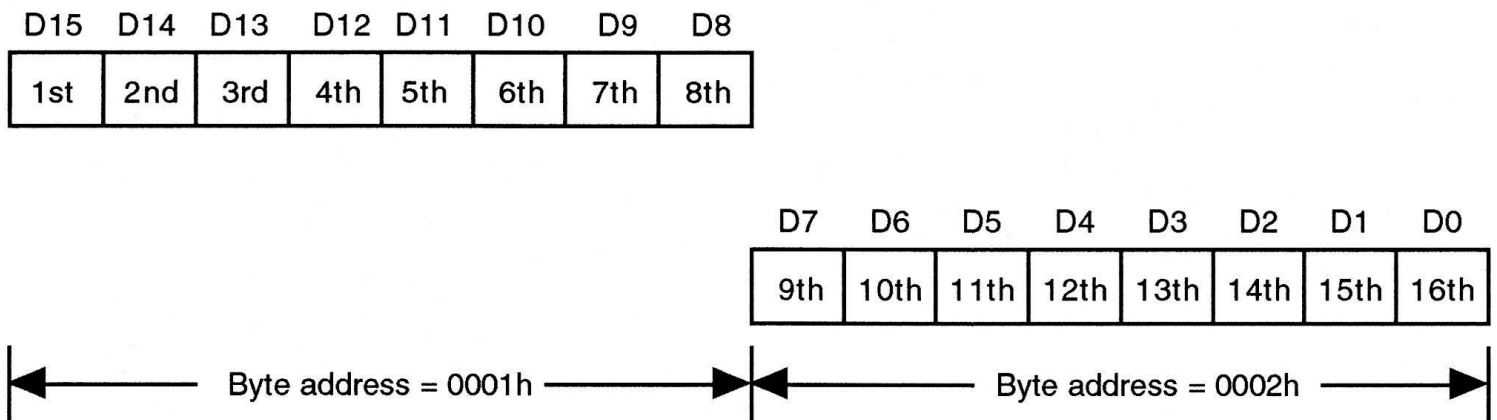 D15 D14 D13 D12 D11 D10 D9 D8
1st 2nd 3rd 4th 5th 6th 7th 8th
D7 D6 D5 D4 D3 D2 D1 D0
9th 10th 11th 12th 13th 14th 15th 16th
Byte address = 0001h Byte address = 0002h